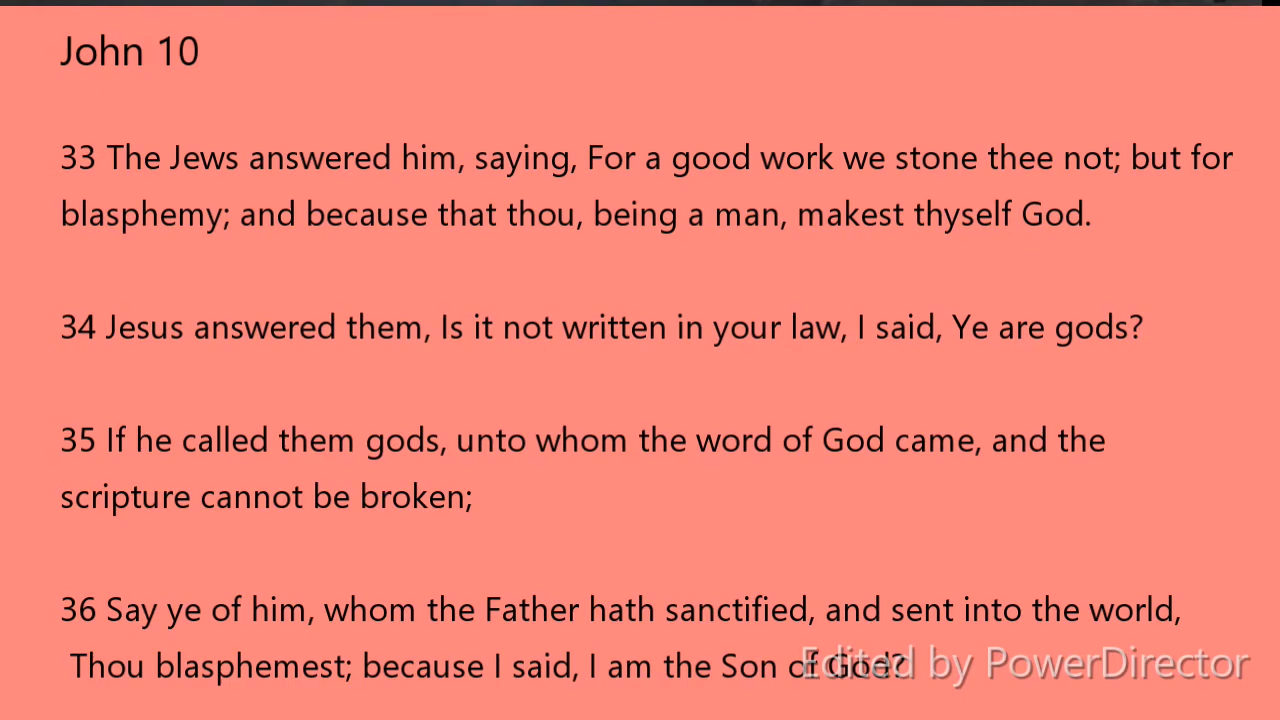 John 10
33 The Jews answered him, saying, For a good work we stone thee not; but for
blasphemy; and because that thou, being a man, makest thyself God.
34 Jesus answered them, Is it not written in your law, I said, Ye are gods?
35 If he called them gods, unto whom the word of God came, and the
scripture cannot be broken;
36 Say ye of him, whom the Father hath sanctified, and sent into the world,
Thou blasphemest; because I said, I am the Son of God?
Edited by PowerDirector